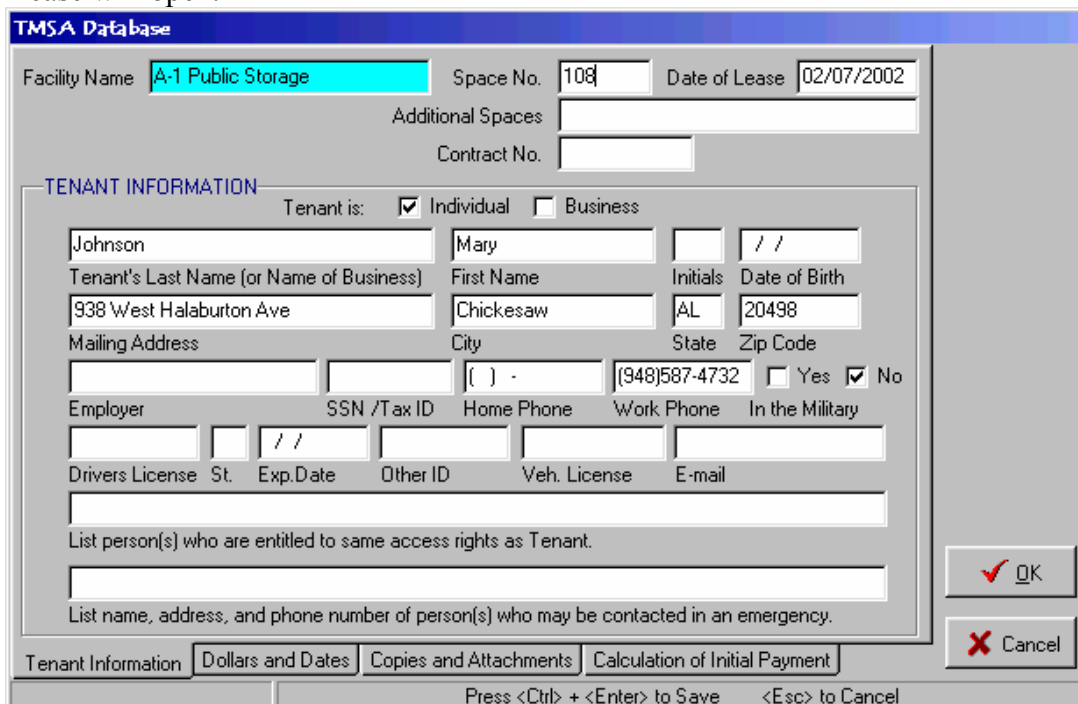 TMSA Database
Facility Name A-1 Public Storage Space No. 108 Date of Lease 02/07/2002
Additional Spaces
Contract No.
TENANT INFORMATION
Tenant is: Individual Business
Johnson Mary / /
Tenant's Last Name (or Name of Business) First Name Initials Date of Birth
938 West Halaburton Ave Chickesaw AL 20498
Mailing Address City State Zip Code
( ) - (948)587-4732 Yes No
Employer SSN /Tax ID Home Phone Work Phone In the Military
/ /
Drivers License St. Exp.Date Other ID Veh. License E-mail
List person(s) who are entitled to same access rights as Tenant.
OK
List name, address, and phone number of person(s) who may be contacted in an emergency.
Cancel
Tenant Information Dollars and Dates Copies and Attachments Calculation of Initial Payment
Press <Ctrl> + <Enter> to Save <Esc> to Cancel